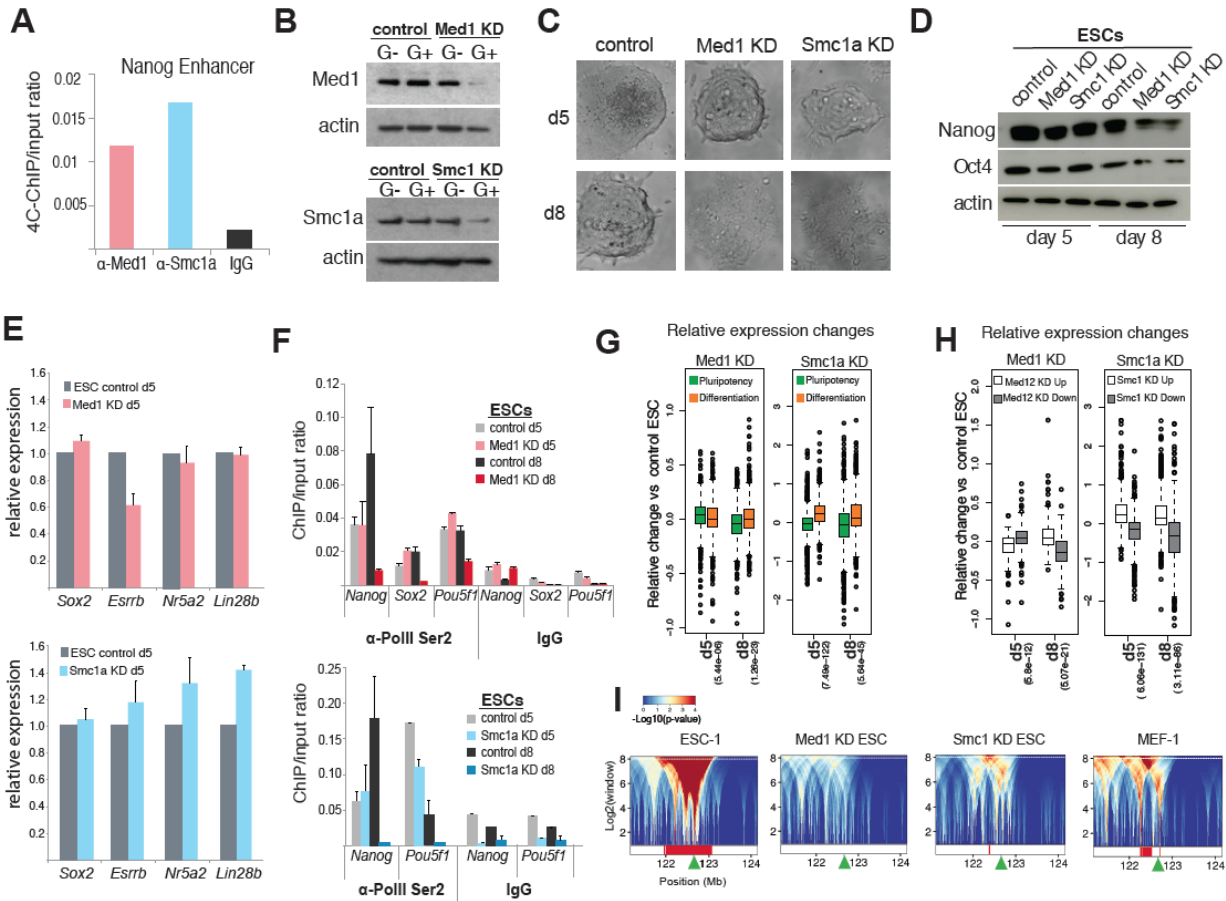 A
Nanog Enhancer
4C-ChIP/input ratio
0.02
0.015
0.01
0.005
α-Med1
α-Smc1a
IgG
B
control Med1 KD
G- G+ G- G+
Med1
actin
control Smc1 KD
G- G+ G- G+
Smc1a
actin
C
control Med1 KD Smc1a KD
d5
d8
D
ESCs
control Med1 KD Smc1 KD control Med1 KD Smc1 KD
Nanog
Oct4
actin
day 5 day 8
E
relative expression
1.6
1.4
1.2
1.0
0.8
0.6
0.4
0.2
ESC control d5
Med1 KD d5
Sox2 Esrrb Nr5a2 Lin28b
relative expression
1.6
1.4
1.2
1.0
0.8
0.6
0.4
0.2
ESC control d5
Smc1a KD d5
Sox2 Esrrb Nr5a2 Lin28b
F
ChIP/input ratio
0.12
0.10
0.08
0.06
0.04
0.02
ESCs
control d5
Med1 KD d5
control d8
Med1 KD d8
Nanog Sox2 Pou5f1 Nanog Sox2 Pou5f1
α-PolII Ser2 IgG
ChIP/input ratio
0.25
0.20
0.15
0.10
0.05
ESCs
control d5
Smc1a KD d5
control d8
Smc1a KD d8
Nanog Pou5f1 Nanog Pou5f1
α-PolII Ser2 IgG
G
Relative expression changes
Med1 KD Smc1a KD
Relative change vs control ESC
1.0
0.5
0.0
-0.5
-1.0
Pluripotency
Differentiation
2
1
0
-1
-2
Pluripotency
Differentiation
d5 d8 d5 d8
(5.44e-06) (1.26e-23) (7.49e-122) (5.64e-45)
H
Relative expression changes
Med1 KD Smc1a KD
Relative change vs control ESC
2.0
1.5
1.0
0.5
0.0
-0.5
-1.0
Med12 KD Up
Med12 KD Down
3
2
1
0
-1
-2
Smc1 KD Up
Smc1 KD Down
d5 d8 d5 d8
(5.8e-12) (5.07e-21) ( 6.06e-131) ( 3.11e-86)
I
0 1 2 3 4
-Log10(p-value)
ESC-1 Med1 KD ESC Smc1 KD ESC MEF-1
Log2(window)
8
6
4
2
8
6
4
2
8
6
4
2
8
6
4
2
122 123 124
122 123 124
122 123 124
122 123 124
Position (Mb)